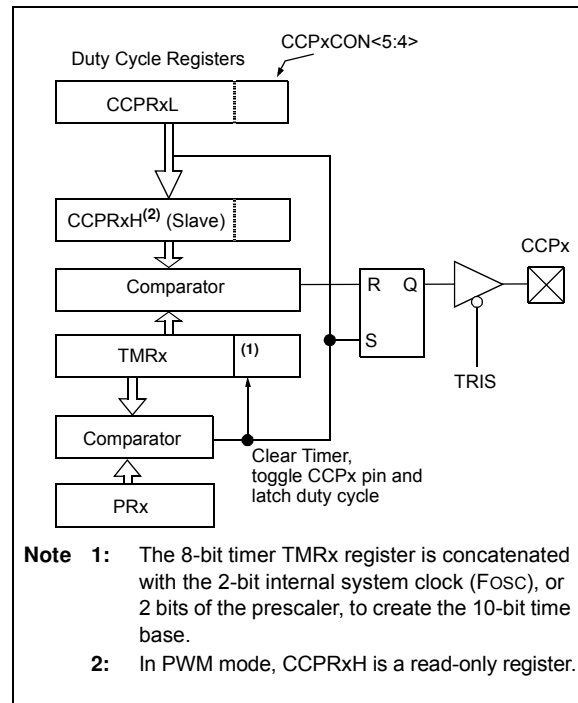 CCPxCON<5:4>
Duty Cycle Registers
CCPRxL
CCPRxH(2) (Slave)
CCPx
Comparator
R Q
S
TMRx (1)
TRIS
Comparator
Clear Timer,
toggle CCPx pin and
latch duty cycle
PRx
Note 1: The 8-bit timer TMRx register is concatenated
with the 2-bit internal system clock (FOSC), or
2 bits of the prescaler, to create the 10-bit time
base.
2: In PWM mode, CCPRxH is a read-only register.